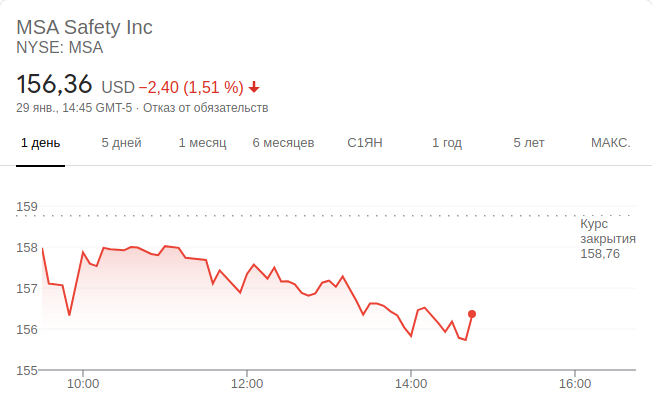 MSA Safety Inc
NYSE: MSA
156,36 USD −2,40 (1,51 %)
29 янв., 14:45 GMT-5 · Отказ от обязательств
1 день 5 дней 1 месяц 6 месяцев С1ЯН 1 год 5 лет МАКС.
159
Курс
закрытия
158,76
158
157
156
155
10:00 12:00 14:00 16:00